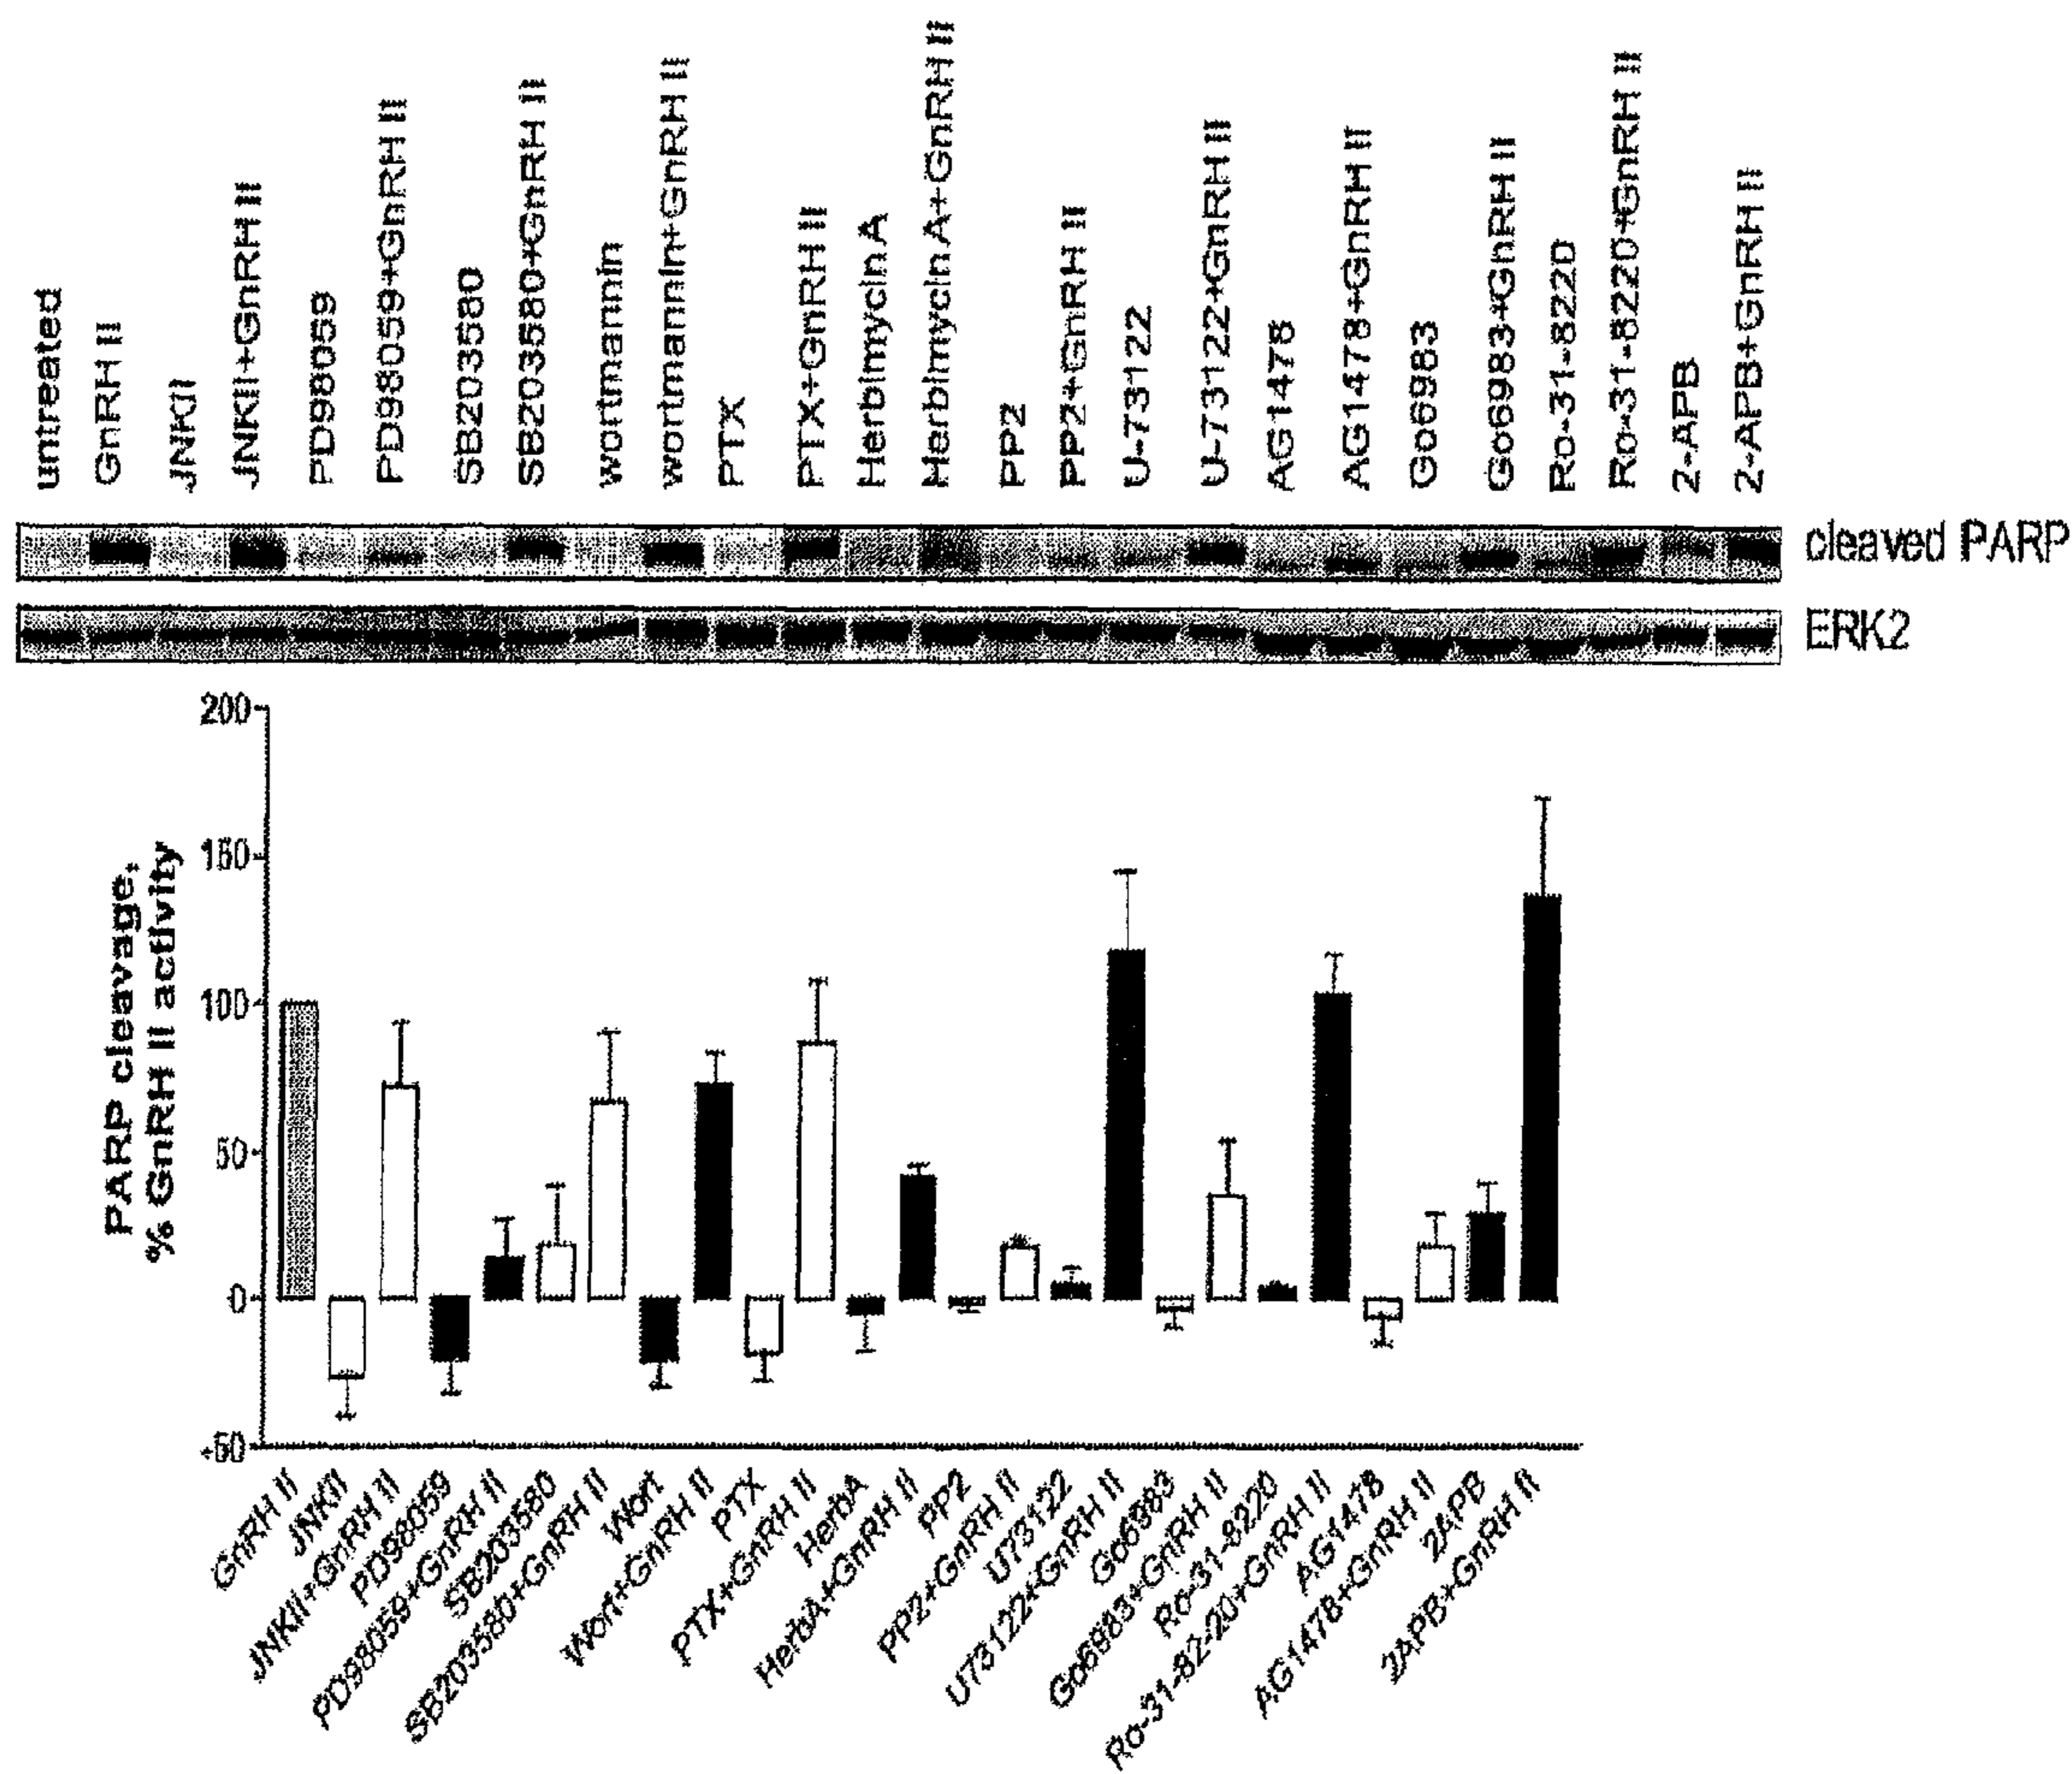 untreated
GnRH II
JNKII
JNKII+GnRH II
PD98059
PD98059+GnRH II
SB203580
SB203580+GnRH II
wortmannin
wortmannin+GnRH II
PTX
PTX+GnRH II
Herbimycin A
Herbimycin A+GnRH II
PP2
PP2+GnRH II
U-73122
U-73122+GnRH II
AG1478
AG1478+GnRH II
Go6983
Go6983+GnRH II
Ro-31-8220
Ro-31-8220+GnRH II
2-APB
2-APB+GnRH II
cleaved PARP
ERK2
PARP cleavage,
% GnRH II activity
200
150
100
50
0
-50
GnRH II
JNKII
JNKII+GnRH II
PD98059
PD98059+GnRH II
SB203580
SB203580+GnRH II
Wort
Wort+GnRH II
PTX
PTX+GnRH II
HerbA
HerbA+GnRH II
PP2
PP2+GnRH II
U73122
U73122+GnRH II
Go6983
Go6983+GnRH II
Ro-31-8220
Ro-31-82-20+GnRH II
AG1478
AG1478+GnRH II
2APB
2APB+GnRH II